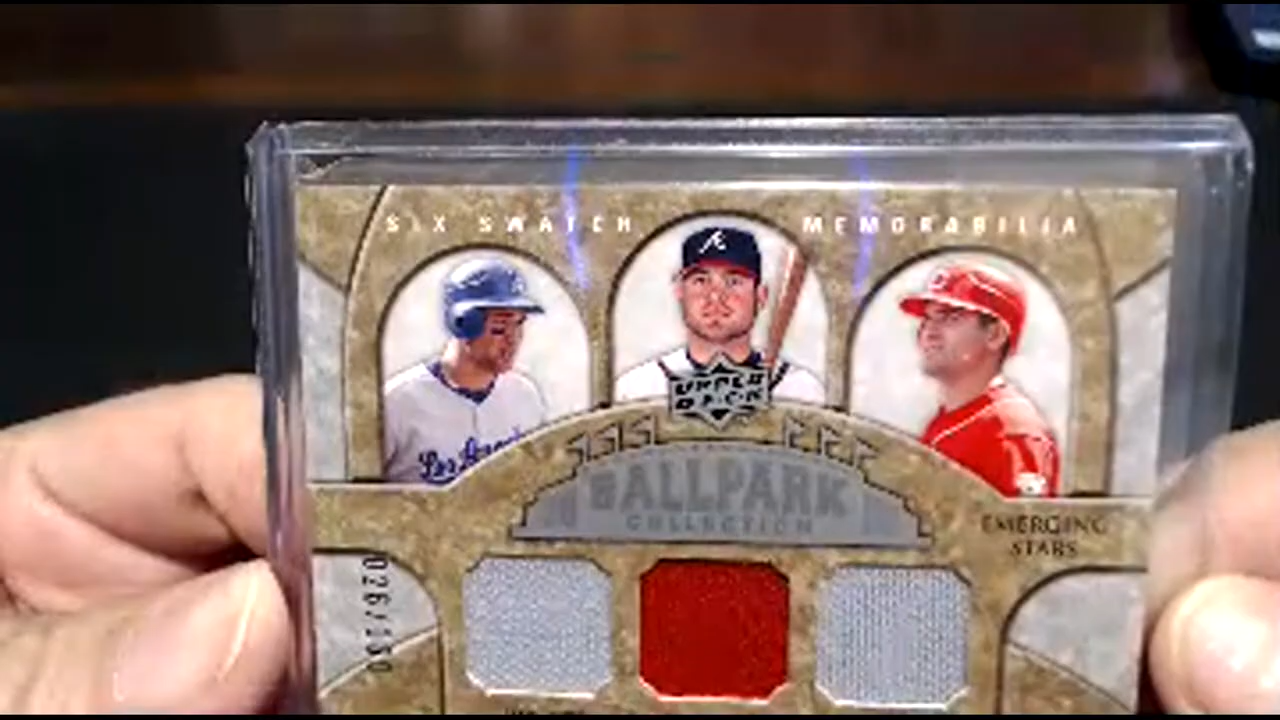 SIX SWATCH MEMORABILIA
UPPER DECK
Los Angeles
BALLPARK
COLLECTION
EMERGING
STARS
026/150